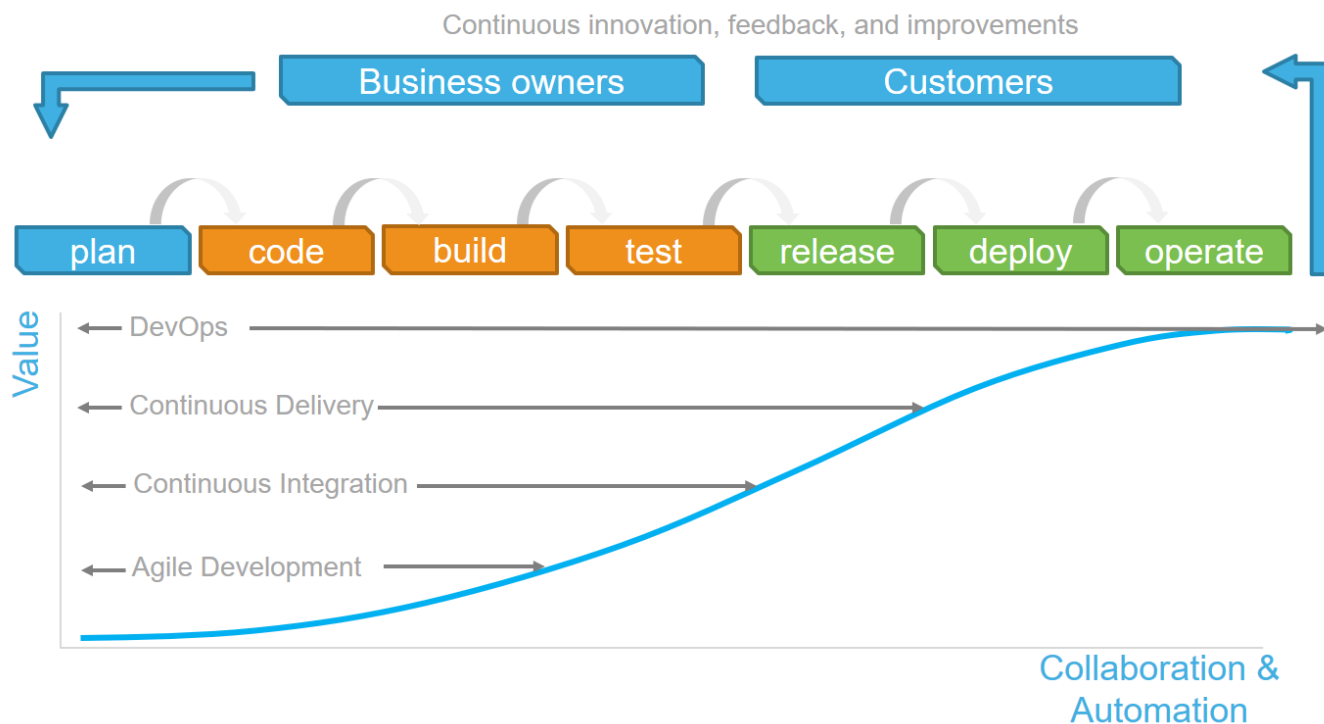 Continuous innovation, feedback, and improvements
Business owners
Customers
plan
code
build
test
release
deploy
operate
Value
DevOps
Continuous Delivery
Continuous Integration
Agile Development
Collaboration &
Automation